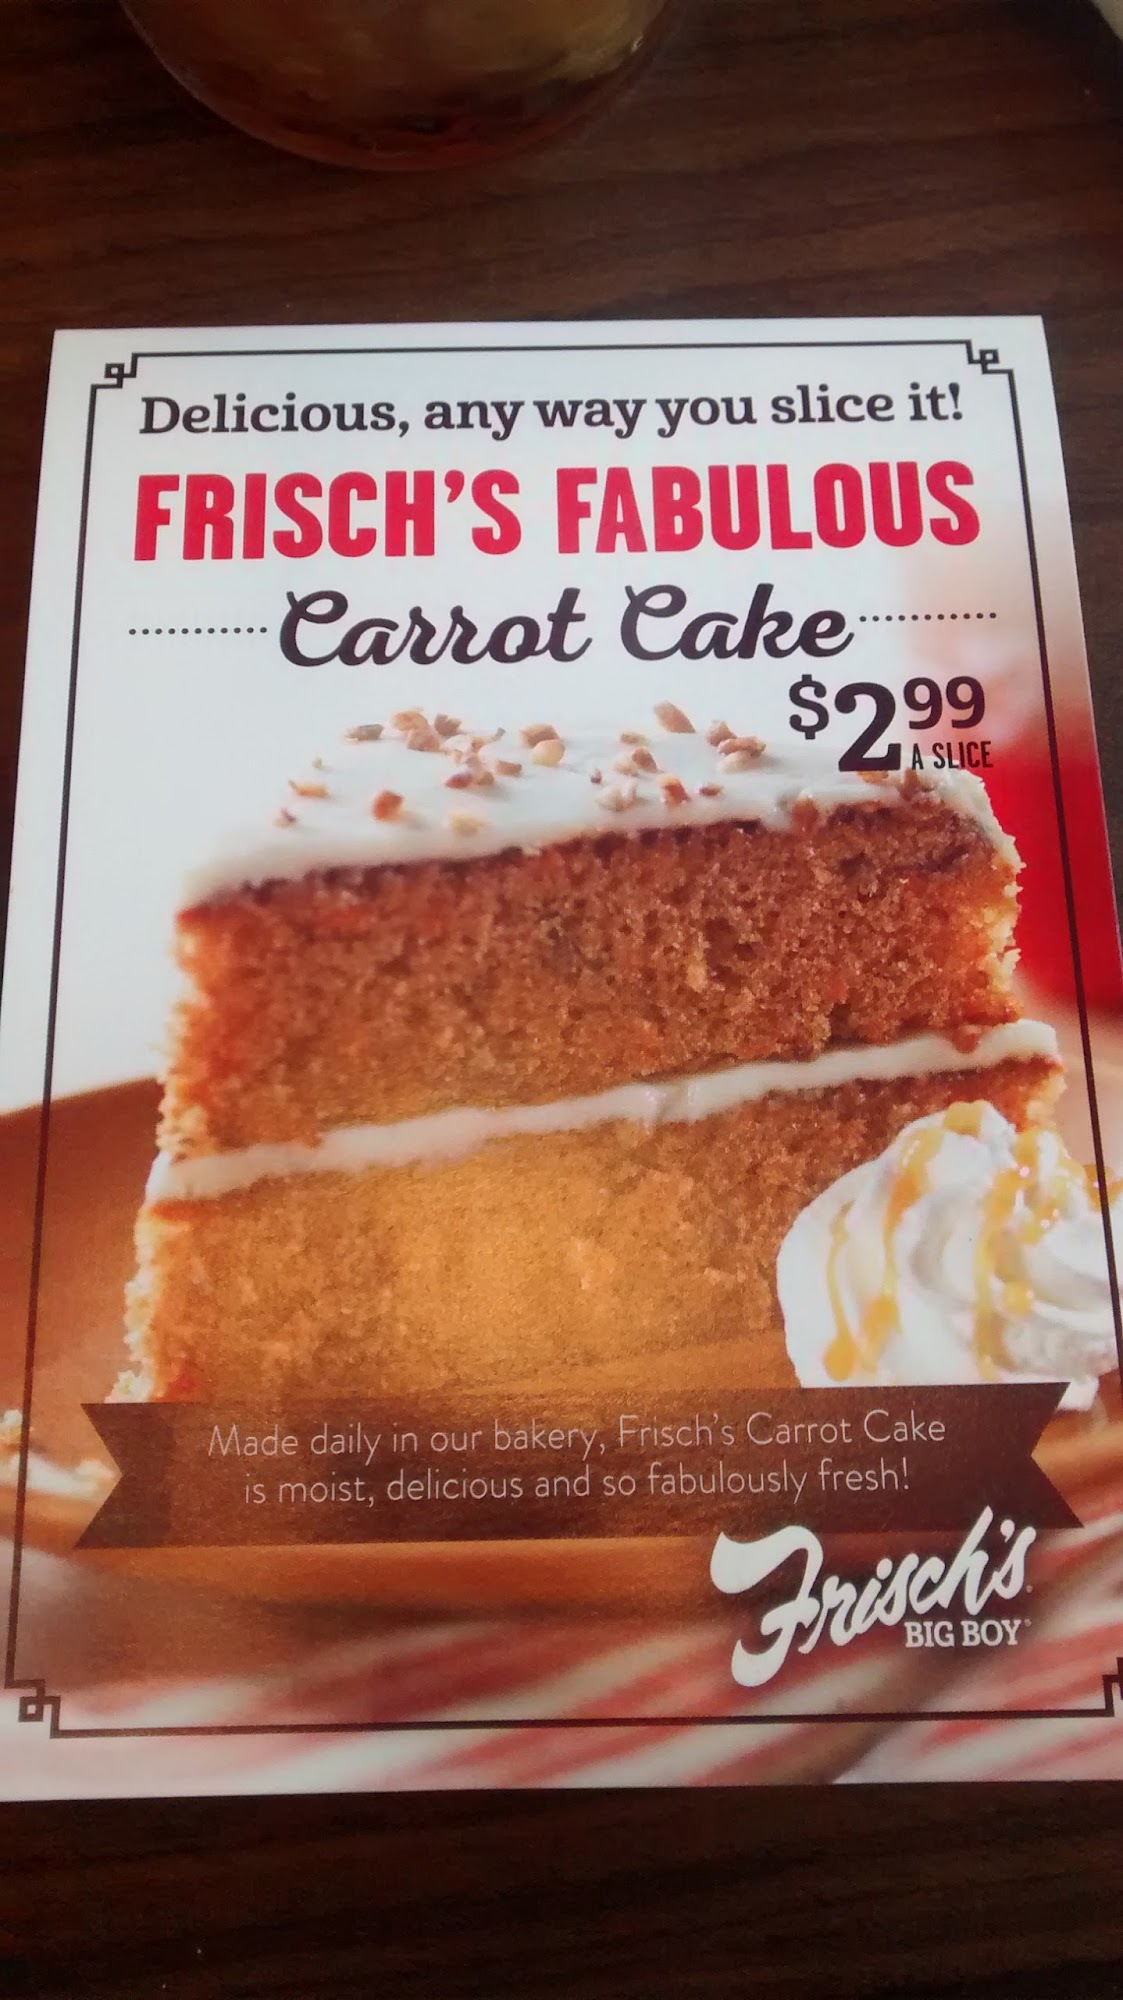 Delicious, any way you slice it!
FRISCH'S FABULOUS
Carrot Cake
$2.99
A SLICE
Made daily in our bakery, Frisch's Carrot Cake
is moist, delicious and so fabulously fresh!
Frisch's
BIG BOY